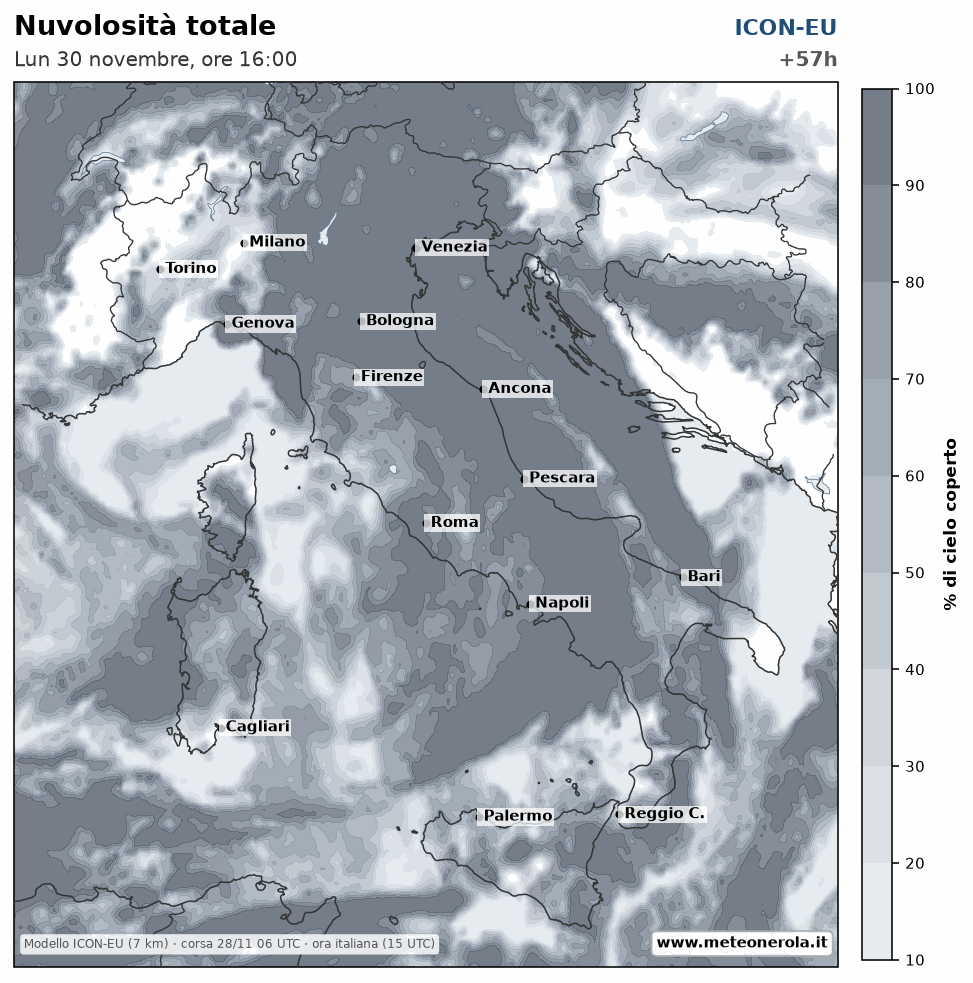 Nuvolosità totale
ICON-EU
Lun 30 novembre, ore 16:00
+57h
100
90
80
70
60
50
40
30
20
10
% di cielo coperto
Milano
Venezia
Torino
Genova
Bologna
Firenze
Ancona
Pescara
Roma
Bari
Napoli
Cagliari
Palermo
Reggio C.
Modello ICON-EU (7 km) · corsa 28/11 06 UTC · ora italiana (15 UTC)
www.meteonerola.it